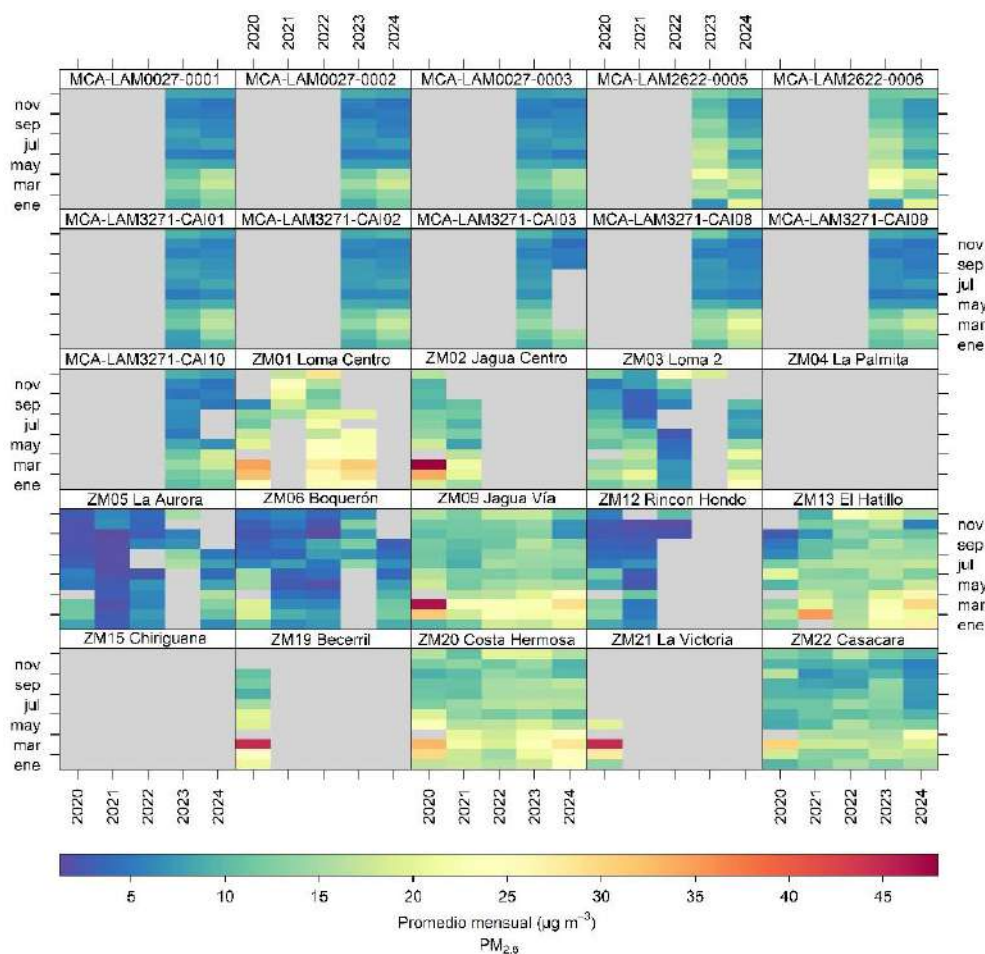 2020 2021 2022 2023 2024 2020 2021 2022 2023 2024
MCA-LAM0027-0001 MCA-LAM0027-0002 MCA-LAM0027-0003 MCA-LAM2622-0005 MCA-LAM2622-0006
nov
sep
jul
may
mar
ene
MCA-LAM3271-CAI01 MCA-LAM3271-CAI02 MCA-LAM3271-CAI03 MCA-LAM3271-CAI08 MCA-LAM3271-CAI09
nov
sep
jul
may
mar
ene
MCA-LAM3271-CAI10 ZM01 Loma Centro ZM02 Jagua Centro ZM03 Loma 2 ZM04 La Palmita
nov
sep
jul
may
mar
ene
ZM05 La Aurora ZM06 Boquerón ZM09 Jagua Vía ZM12 Rincon Hondo ZM13 El Hatillo
nov
sep
jul
may
mar
ene
ZM15 Chiriguana ZM19 Becerril ZM20 Costa Hermosa ZM21 La Victoria ZM22 Casacara
nov
sep
jul
may
mar
ene
2020 2021 2022 2023 2024 2020 2021 2022 2023 2024 2020 2021 2022 2023 2024
5 10 15 20 25 30 35 40 45
Promedio mensual (µg m⁻³)
PM₂.₅